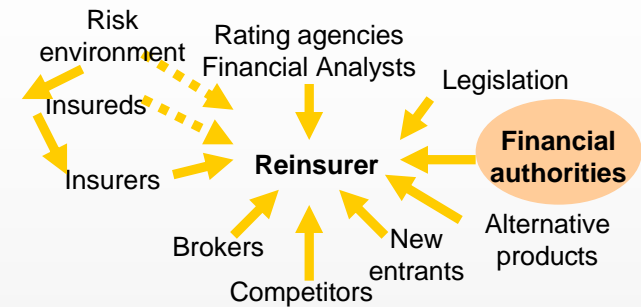 Risk
environment
Rating agencies
Financial Analysts
Legislation
Insureds
Financial
authorities
Reinsurer
Insurers
Alternative
products
Brokers
New
entrants
Competitors